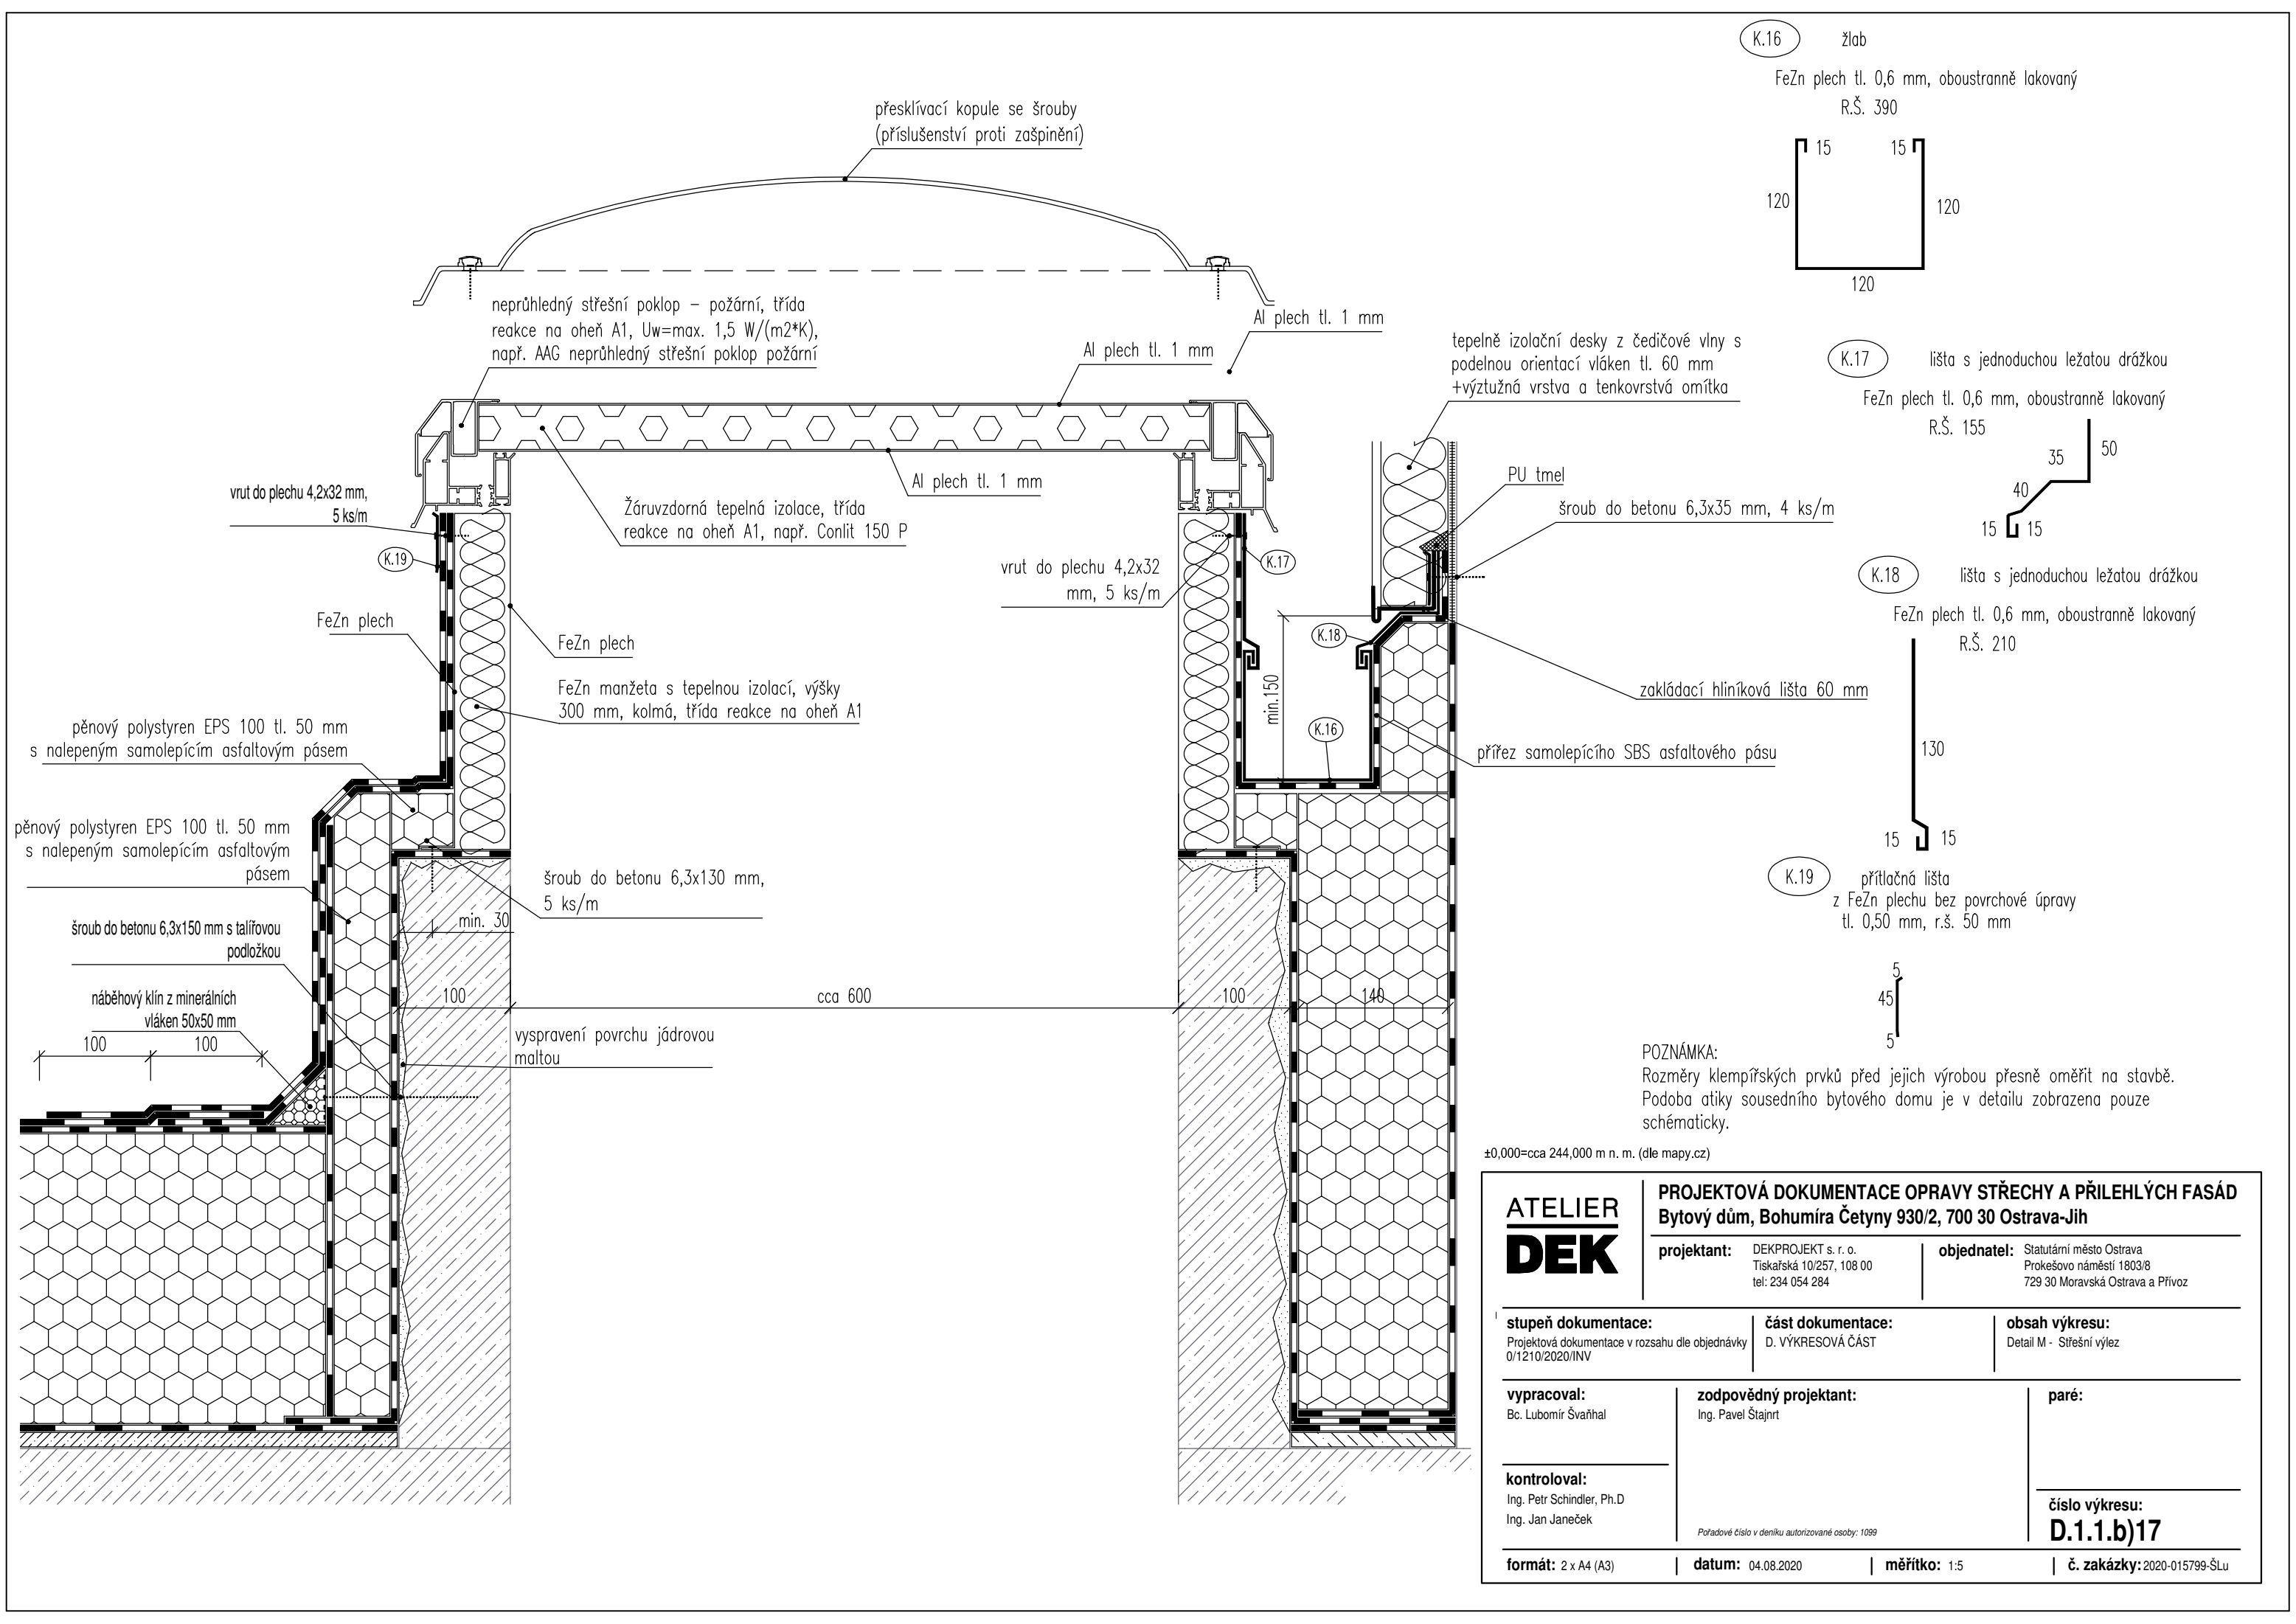 přesklívací kopule se šrouby
(příslušenství proti zašpinění)
neprůhledný střešní poklop – požární, třída
reakce na oheň A1, Uw=max. 1,5 W/(m2*K),
např. AAG neprůhledný střešní poklop požární
Al plech tl. 1 mm
Al plech tl. 1 mm
Al plech tl. 1 mm
Žáruvzdorná tepelná izolace, třída
reakce na oheň A1, např. Conlit 150 P
vrut do plechu 4,2x32 mm,
5 ks/m
K.19
FeZn plech
FeZn plech
FeZn manžeta s tepelnou izolací, výšky
300 mm, kolmá, třída reakce na oheň A1
pěnový polystyren EPS 100 tl. 50 mm
s nalepeným samolepícím asfaltovým pásem
pěnový polystyren EPS 100 tl. 50 mm
s nalepeným samolepícím asfaltovým
pásem
šroub do betonu 6,3x130 mm,
5 ks/m
min. 30
šroub do betonu 6,3x150 mm s talířovou
podložkou
náběhový klín z minerálních
vláken 50x50 mm
100
100
100
cca 600
100
140
vyspravení povrchu jádrovou
maltou
vrut do plechu 4,2x32
mm, 5 ks/m
K.17
K.18
K.16
min.150
tepelně izolační desky z čedičové vlny s
podelnou orientací vláken tl. 60 mm
+výztužná vrstva a tenkovrstvá omítka
PU tmel
šroub do betonu 6,3x35 mm, 4 ks/m
zakládací hliníková lišta 60 mm
přířez samolepícího SBS asfaltového pásu
K.16
žlab
FeZn plech tl. 0,6 mm, oboustranně lakovaný
R.Š. 390
15
15
120
120
120
K.17
lišta s jednoduchou ležatou drážkou
FeZn plech tl. 0,6 mm, oboustranně lakovaný
R.Š. 155
50
35
40
15
15
K.18
lišta s jednoduchou ležatou drážkou
FeZn plech tl. 0,6 mm, oboustranně lakovaný
R.Š. 210
130
15
15
K.19
přítlačná lišta
z FeZn plechu bez povrchové úpravy
tl. 0,50 mm, r.š. 50 mm
5
45
5
POZNÁMKA:
Rozměry klempířských prvků před jejich výrobou přesně oměřit na stavbě.
Podoba atiky sousedního bytového domu je v detailu zobrazena pouze
schématicky.
±0,000=cca 244,000 m n. m. (dle mapy.cz)
ATELIER
DEK
PROJEKTOVÁ DOKUMENTACE OPRAVY STŘECHY A PŘILEHLÝCH FASÁD
Bytový dům, Bohumíra Četyny 930/2, 700 30 Ostrava-Jih
projektant:
DEKPROJEKT s. r. o.
Tiskařská 10/257, 108 00
tel: 234 054 284
objednatel:
Statutární město Ostrava
Prokešovo náměstí 1803/8
729 30 Moravská Ostrava a Přívoz
stupeň dokumentace:
Projektová dokumentace v rozsahu dle objednávky
0/1210/2020/INV
část dokumentace:
D. VÝKRESOVÁ ČÁST
obsah výkresu:
Detail M - Střešní výlez
vypracoval:
Bc. Lubomír Švaňhal
zodpovědný projektant:
Ing. Pavel Štajnrt
paré:
kontroloval:
Ing. Petr Schindler, Ph.D
Ing. Jan Janeček
Pořadové číslo v deníku autorizované osoby: 1099
číslo výkresu:
D.1.1.b)17
formát: 2 x A4 (A3)
datum: 04.08.2020
měřítko: 1:5
č. zakázky: 2020-015799-ŠLu